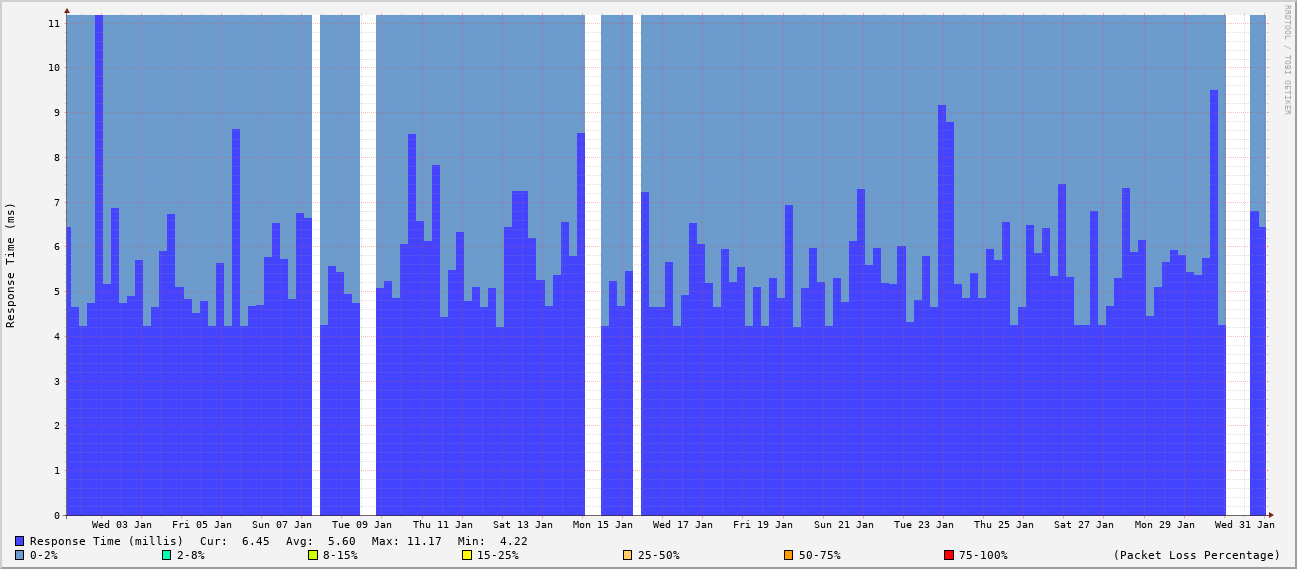 RRDTOOL / TOBI OETIKER
Response Time (ms)
11
10
9
8
7
6
5
4
3
2
1
0
Wed 03 Jan Fri 05 Jan Sun 07 Jan Tue 09 Jan Thu 11 Jan Sat 13 Jan Mon 15 Jan Wed 17 Jan Fri 19 Jan Sun 21 Jan Tue 23 Jan Thu 25 Jan Sat 27 Jan Mon 29 Jan Wed 31 Jan
Response Time (millis) Cur: 6.45 Avg: 5.60 Max: 11.17 Min: 4.22
0-2% 2-8% 8-15% 15-25% 25-50% 50-75% 75-100% (Packet Loss Percentage)